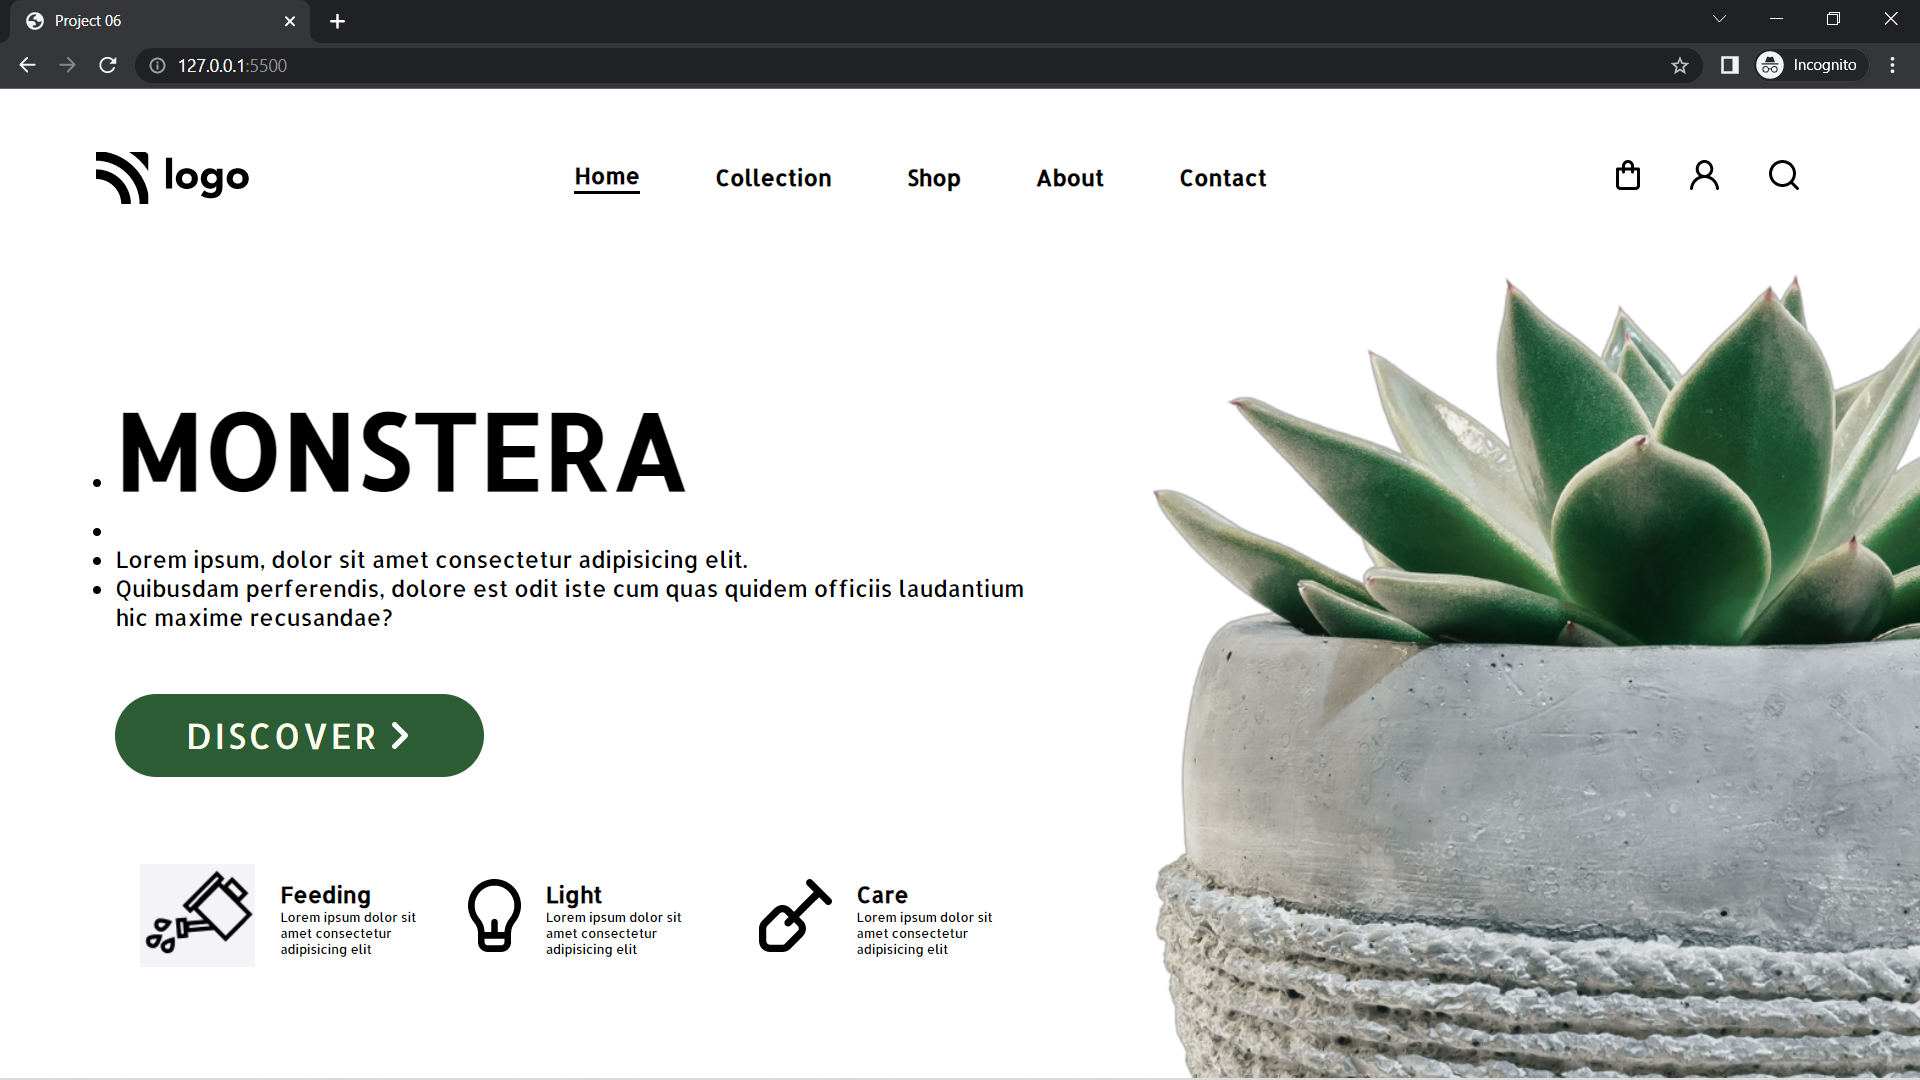 Project 06
127.0.0.1:5500
Incognito
logo
Home Collection Shop About Contact
MONSTERA
Lorem ipsum, dolor sit amet consectetur adipisicing elit.
Quibusdam perferendis, dolore est odit iste cum quas quidem officiis laudantium
hic maxime recusandae?
DISCOVER
Feeding
Lorem ipsum dolor sit
amet consectetur
adipisicing elit
Light
Lorem ipsum dolor sit
amet consectetur
adipisicing elit
Care
Lorem ipsum dolor sit
amet consectetur
adipisicing elit